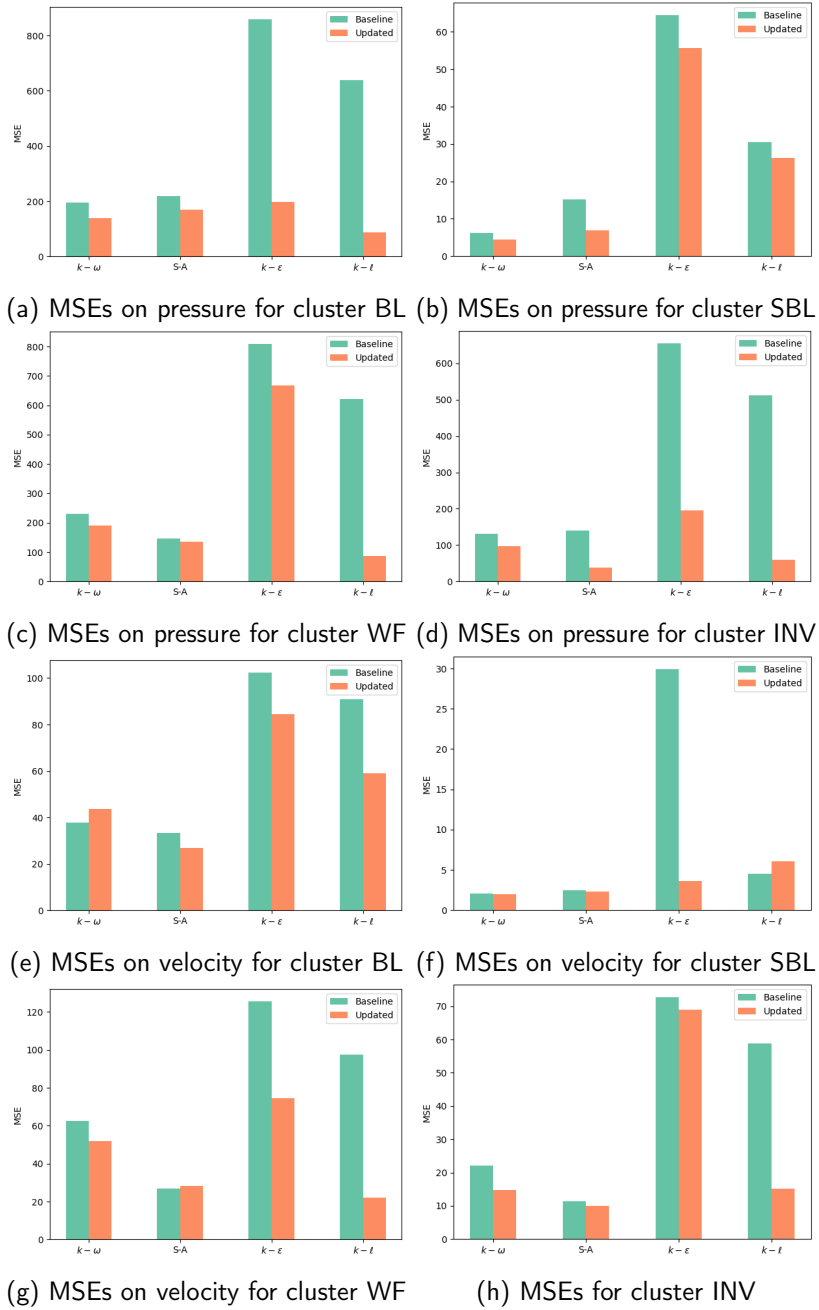 Baseline
Updated
MSE
800
600
400
200
0
k − ω
S-A
k − ε
k − ℓ
Baseline
Updated
MSE
60
50
40
30
20
10
0
k − ω
S-A
k − ε
k − ℓ
(a) MSEs on pressure for cluster BL
(b) MSEs on pressure for cluster SBL
Baseline
Updated
MSE
800
700
600
500
400
300
200
100
0
k − ω
S-A
k − ε
k − ℓ
Baseline
Updated
MSE
600
500
400
300
200
100
0
k − ω
S-A
k − ε
k − ℓ
(c) MSEs on pressure for cluster WF
(d) MSEs on pressure for cluster INV
Baseline
Updated
MSE
100
80
60
40
20
0
k − ω
S-A
k − ε
k − ℓ
Baseline
Updated
MSE
30
25
20
15
10
5
0
k − ω
S-A
k − ε
k − ℓ
(e) MSEs on velocity for cluster BL
(f) MSEs on velocity for cluster SBL
Baseline
Updated
MSE
120
100
80
60
40
20
0
k − ω
S-A
k − ε
k − ℓ
Baseline
Updated
MSE
70
60
50
40
30
20
10
0
k − ω
S-A
k − ε
k − ℓ
(g) MSEs on velocity for cluster WF
(h) MSEs for cluster INV